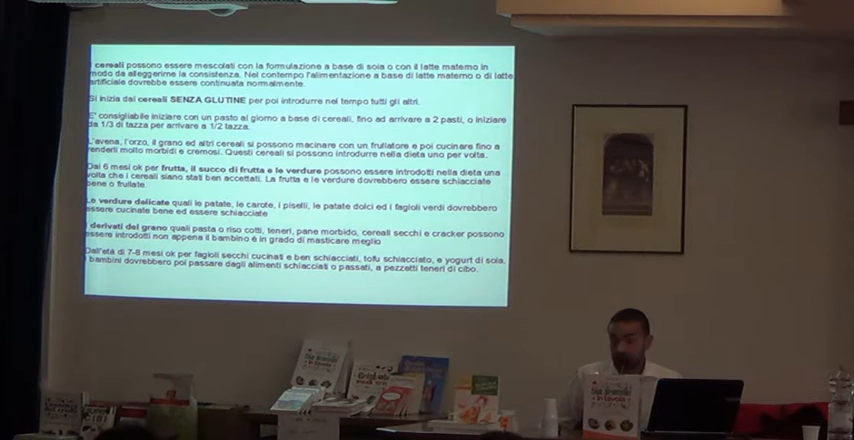 I cereali possono essere mescolati con la formulazione a base di soia o con il latte materno in
modo da alleggerirne la consistenza. Nel contempo l'alimentazione a base di latte materno o di latte
artificiale dovrebbe essere continuata normalmente.
Si inizia dai cereali SENZA GLUTINE per poi introdurre nel tempo tutti gli altri.
E' consigliabile iniziare con un pasto al giorno a base di cereali, fino ad arrivare a 2 pasti, o iniziare
da 1/3 di tazza per arrivare a 1/2 tazza.
L'avena, l'orzo, il grano ed altri cereali si possono macinare con un frullatore e poi cucinare fino a
renderli molto morbidi e cremosi. Questi cereali si possono introdurre nella dieta uno per volta.
Dai 6 mesi ok per frutta, il succo di frutta e le verdure possono essere introdotti nella dieta una
volta che i cereali siano stati ben accettati. La frutta e le verdure dovrebbero essere schiacciate
bene o frullate.
Le verdure delicate quali le patate, le carote, i piselli, le patate dolci ed i fagioli verdi dovrebbero
essere cucinate bene ed essere schiacciate
I derivati del grano quali pasta o riso cotti, teneri, pane morbido, cereali secchi e cracker possono
essere introdotti non appena il bambino è in grado di masticare meglio
Dall'età di 7-8 mesi ok per fagioli secchi cucinati e ben schiacciati, tofu schiacciato, e yogurt di soia.
I bambini dovrebbero poi passare dagli alimenti schiacciati o passati, a pezzetti teneri di cibo.